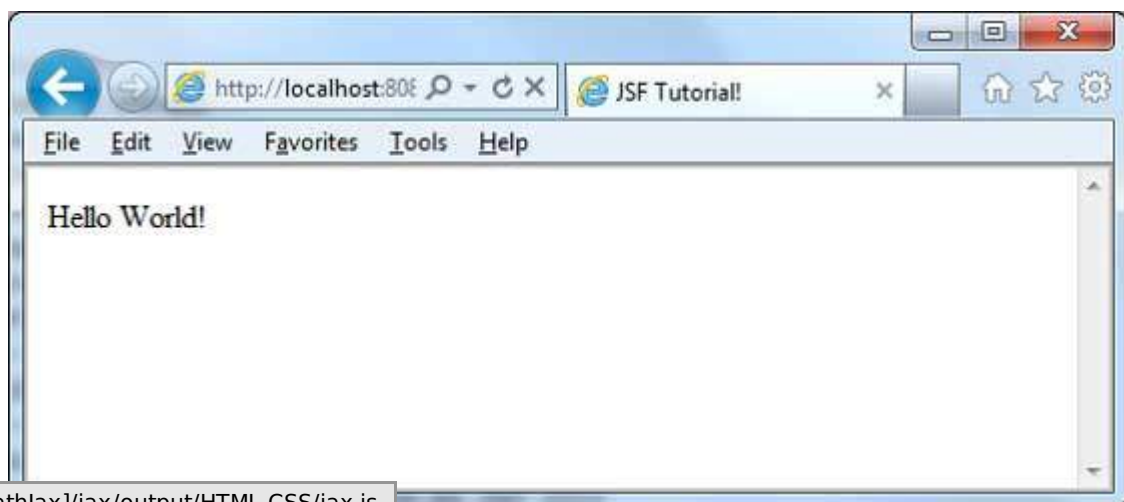 http://localhost:808
JSF Tutorial!
File Edit View Favorites Tools Help
Hello World!
]/jax/output/HTML-CSS/jax.js